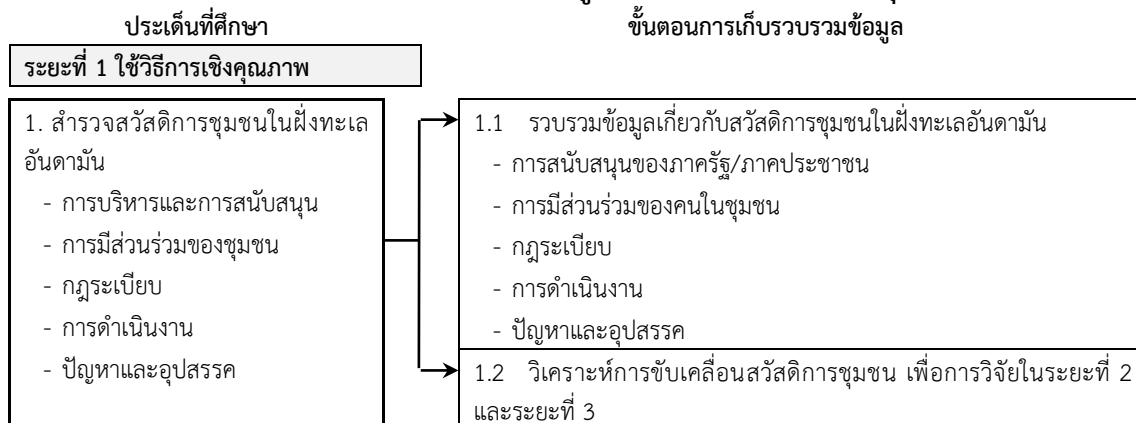 ประเด็นที่ศึกษา
ขั้นตอนการเก็บรวบรวมข้อมูล
ระยะที่ 1 ใช้วิธีการเชิงคุณภาพ
1. สำรวจสวัสดิการชุมชนในฝั่งทะเล
อันดามัน
- การบริหารและการสนับสนุน
- การมีส่วนร่วมของชุมชน
- กฎระเบียบ
- การดำเนินงาน
- ปัญหาและอุปสรรค
1.1 รวบรวมข้อมูลเกี่ยวกับสวัสดิการชุมชนในฝั่งทะเลอันดามัน
- การสนับสนุนของภาครัฐ/ภาคประชาชน
- การมีส่วนร่วมของคนในชุมชน
- กฎระเบียบ
- การดำเนินงาน
- ปัญหาและอุปสรรค
1.2 วิเคราะห์การขับเคลื่อนสวัสดิการชุมชน เพื่อการวิจัยในระยะที่ 2
และระยะที่ 3